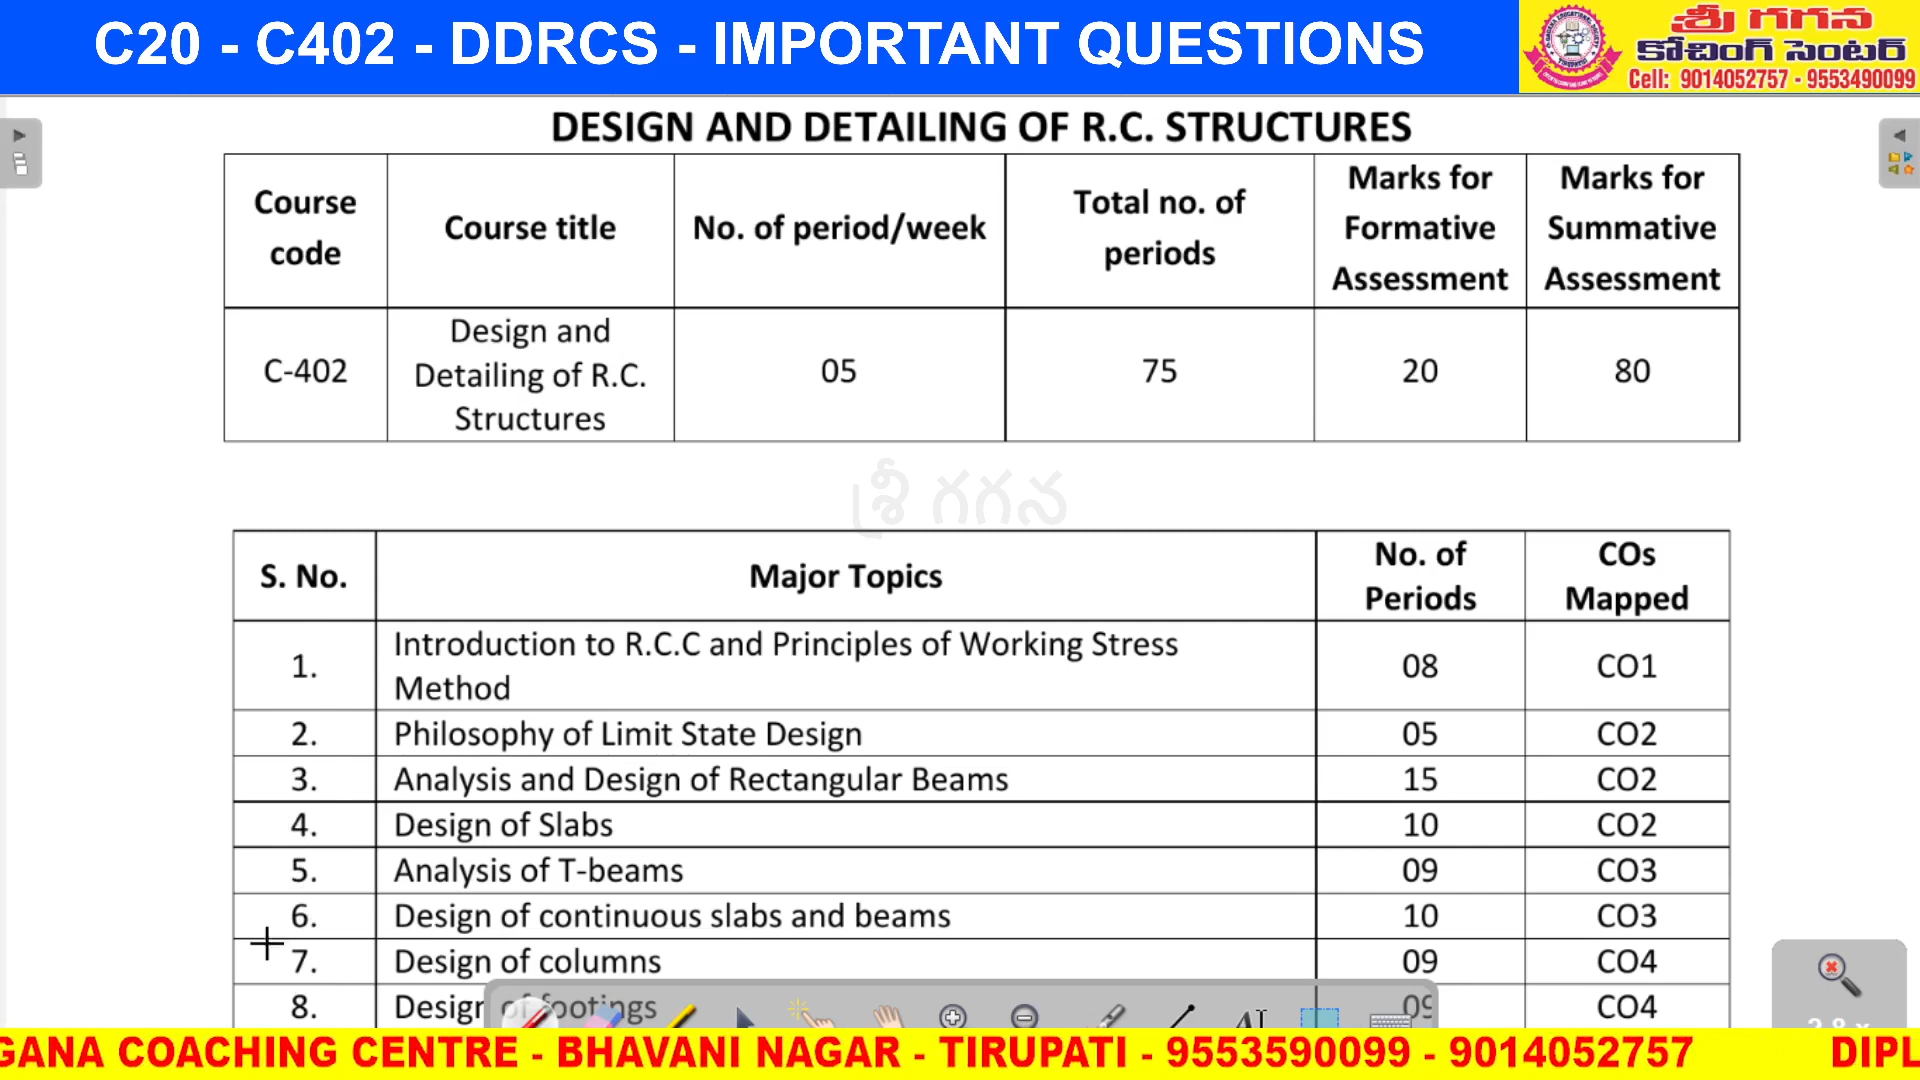 C20 - C402 - DDRCS - IMPORTANT QUESTIONS
శ్రీ గగన
కోచింగ్ సెంటర్
Cell: 9014052757 - 9553490099
DESIGN AND DETAILING OF R.C. STRUCTURES
Course code | Course title | No. of period/week | Total no. of periods | Marks for Formative Assessment | Marks for Summative Assessment
C-402 | Design and Detailing of R.C. Structures | 05 | 75 | 20 | 80
శ్రీ గగన
S. No. | Major Topics | No. of Periods | COs Mapped
1. | Introduction to R.C.C and Principles of Working Stress Method | 08 | CO1
2. | Philosophy of Limit State Design | 05 | CO2
3. | Analysis and Design of Rectangular Beams | 15 | CO2
4. | Design of Slabs | 10 | CO2
5. | Analysis of T-beams | 09 | CO3
6. | Design of continuous slabs and beams | 10 | CO3
7. | Design of columns | 09 | CO4
8. | Design of footings | 09 | CO4
GANA COACHING CENTRE - BHAVANI NAGAR - TIRUPATI - 9553590099 - 9014052757 DIPL